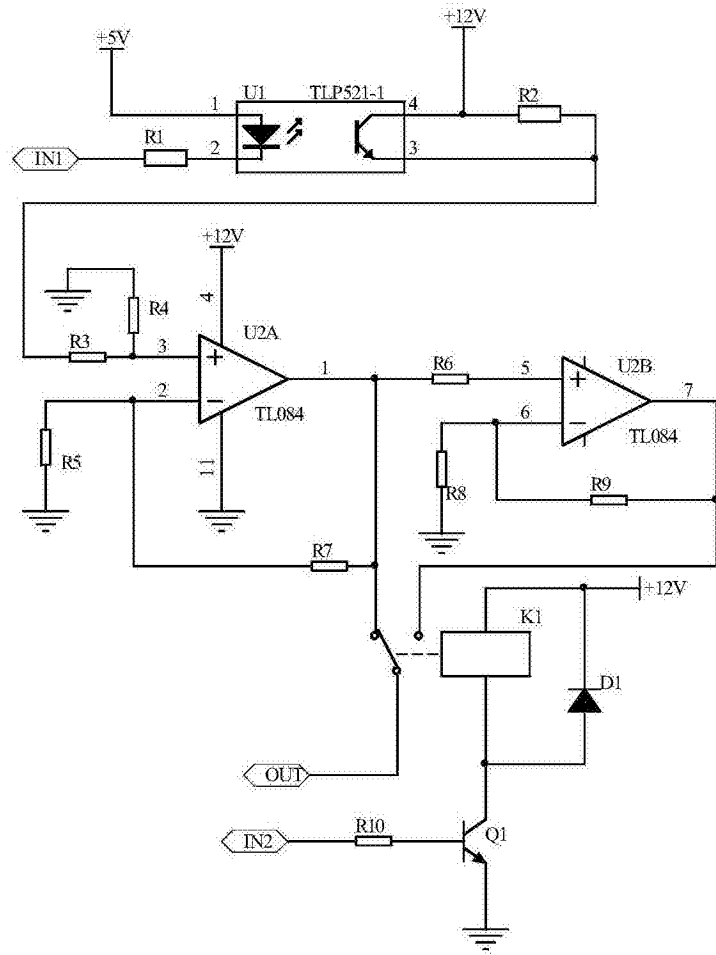 +12V
+5V
U1 TLP521-1
1
4
R2
R1
IN1
2
3
+12V
4
R4
U2A
R3
3
+
1
R6
5
+
U2B
7
2
−
TL084
6
−
TL084
R5
11
R8
R9
R7
+12V
K1
D1
OUT
IN2
R10
Q1